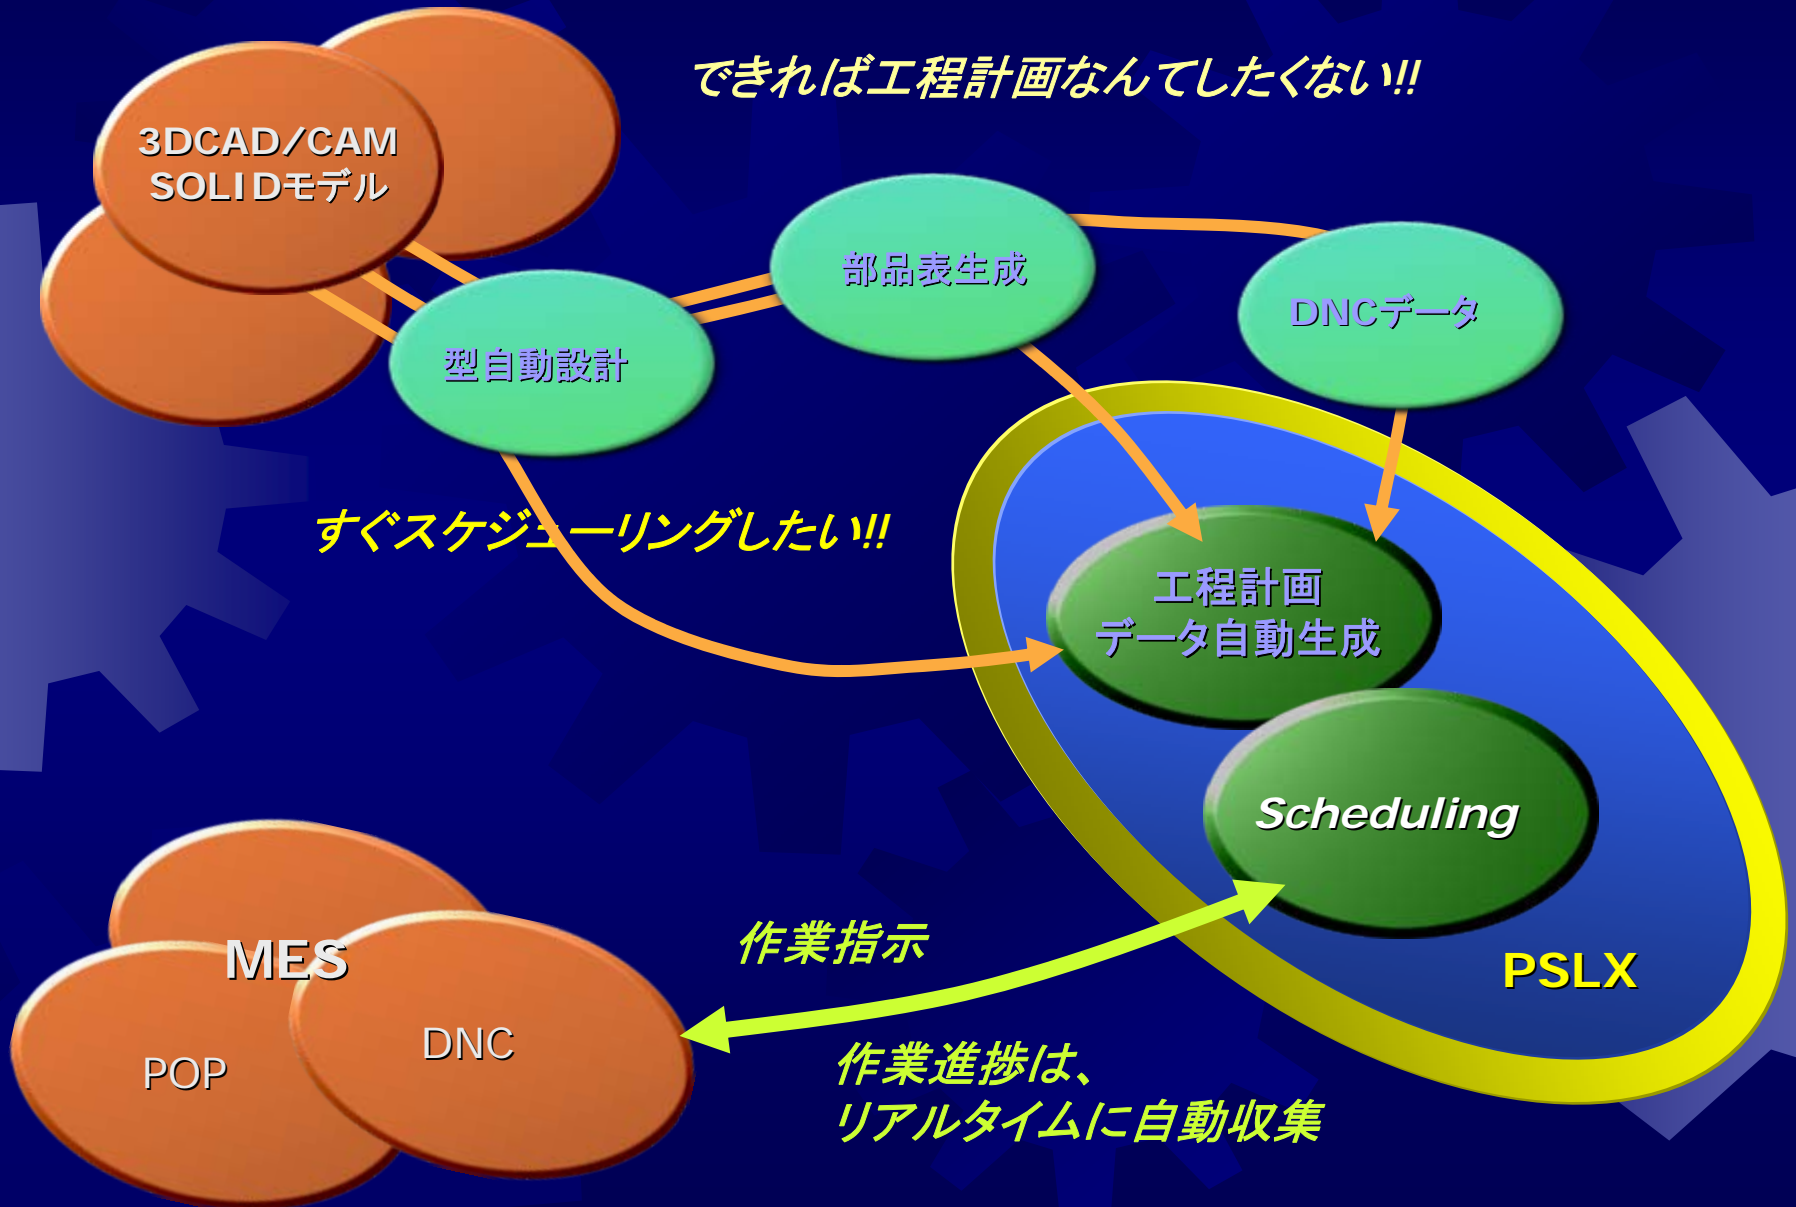 できれば工程計画なんてしたくない!!
3DCAD／CAM
SOLIDモデル
部品表生成
DNCデータ
型自動設計
すぐスケジューリングしたい!!
工程計画
データ自動生成
Scheduling
作業指示
MES
PSLX
DNC
POP
作業進捗は、
リアルタイムに自動収集